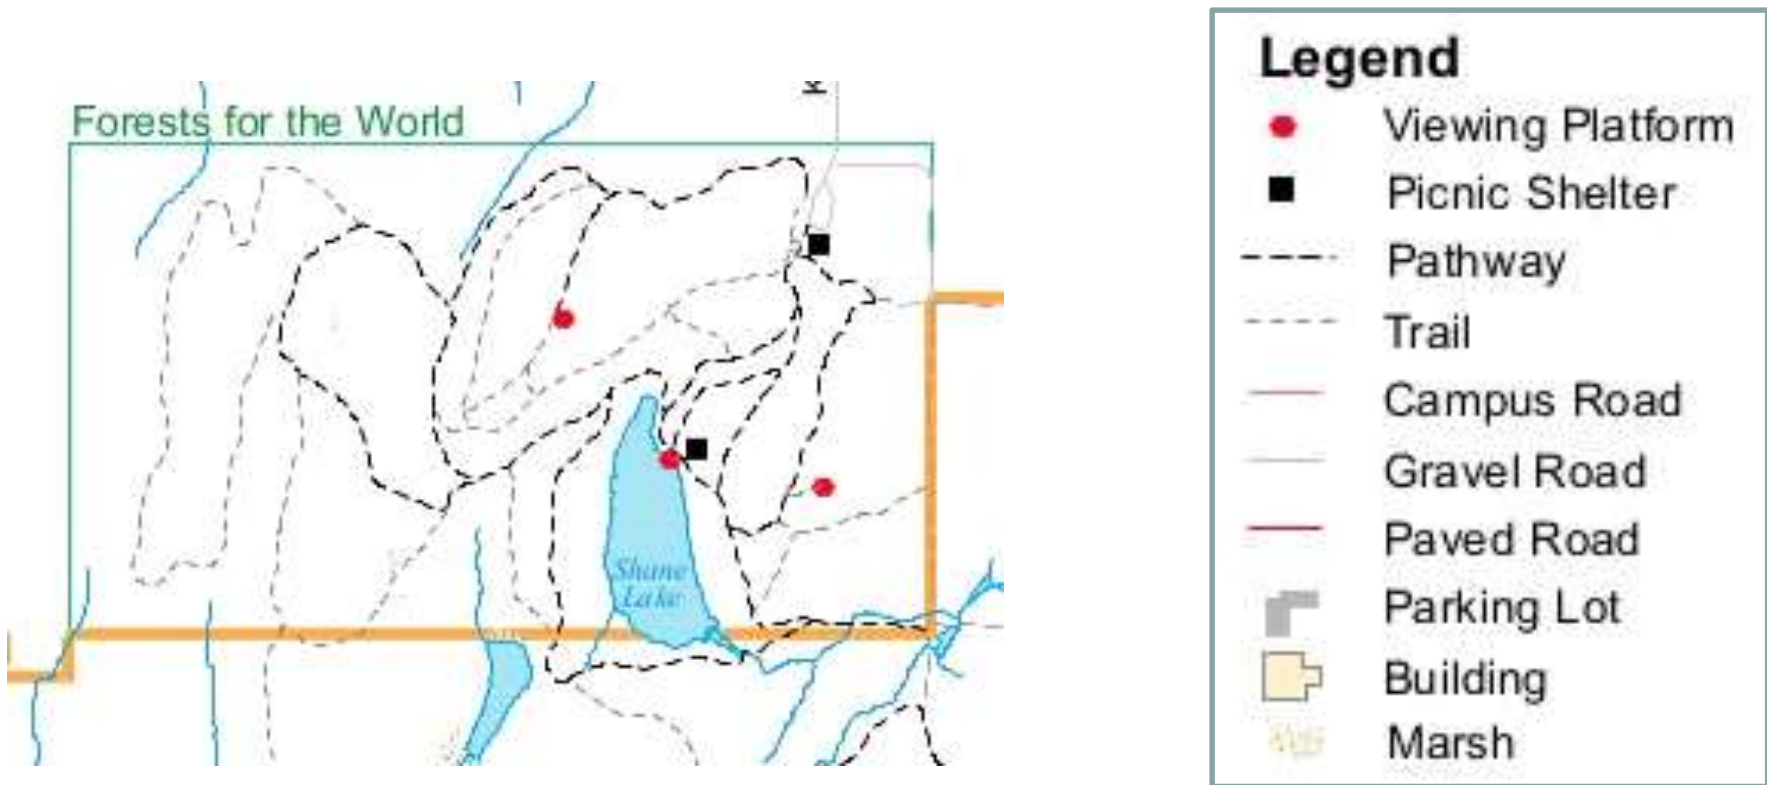 Forests for the World
Shane
Lake
Legend
Viewing Platform
Picnic Shelter
Pathway
Trail
Campus Road
Gravel Road
Paved Road
Parking Lot
Building
Marsh